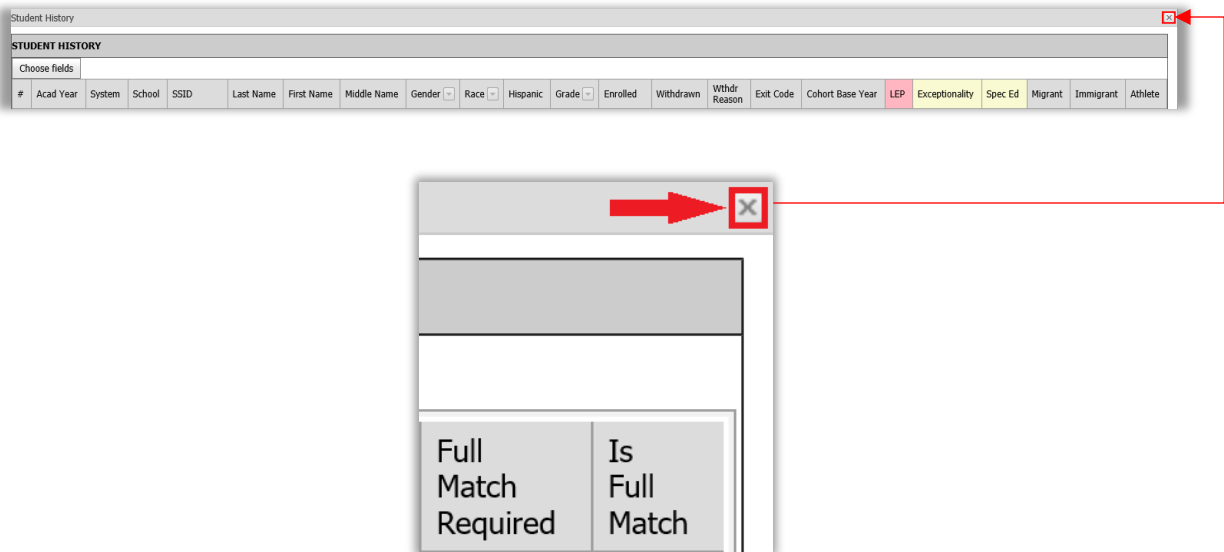 Student History
STUDENT HISTORY
Choose fields
# Acad Year System School SSID Last Name First Name Middle Name Gender Race Hispanic Grade Enrolled Withdrawn Wthdr Reason Exit Code Cohort Base Year LEP Exceptionality Spec Ed Migrant Immigrant Athlete
Full Is
Match Full
Required Match